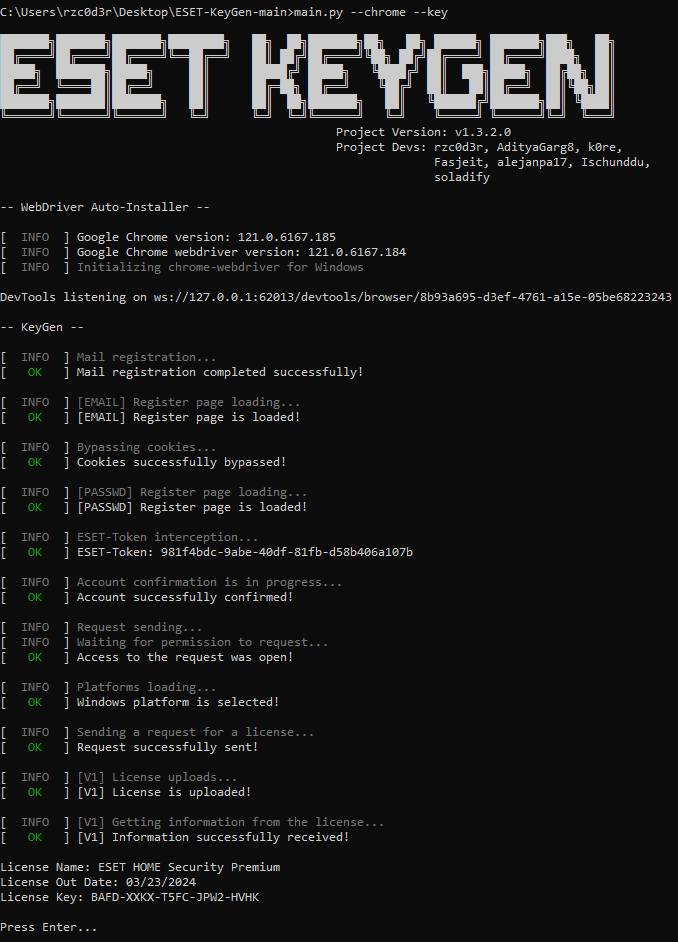 C:\Users\rzc0d3r\Desktop\ESET-KeyGen-main>main.py --chrome --key
ESET KEYGEN
Project Version: v1.3.2.0
Project Devs: rzc0d3r, AdityaGarg8, k0re,
Fasjeit, alejanpa17, Ischunddu,
soladify
-- WebDriver Auto-Installer --
[ INFO ] Google Chrome version: 121.0.6167.185
[ INFO ] Google Chrome webdriver version: 121.0.6167.184
[ INFO ] Initializing chrome-webdriver for Windows
DevTools listening on ws://127.0.0.1:62013/devtools/browser/8b93a695-d3ef-4761-a15e-05be68223243
-- KeyGen --
[ INFO ] Mail registration...
[ OK ] Mail registration completed successfully!
[ INFO ] [EMAIL] Register page loading...
[ OK ] [EMAIL] Register page is loaded!
[ INFO ] Bypassing cookies...
[ OK ] Cookies successfully bypassed!
[ INFO ] [PASSWD] Register page loading...
[ OK ] [PASSWD] Register page is loaded!
[ INFO ] ESET-Token interception...
[ OK ] ESET-Token: 981f4bdc-9abe-40df-81fb-d58b406a107b
[ INFO ] Account confirmation is in progress...
[ OK ] Account successfully confirmed!
[ INFO ] Request sending...
[ INFO ] Waiting for permission to request...
[ OK ] Access to the request was open!
[ INFO ] Platforms loading...
[ OK ] Windows platform is selected!
[ INFO ] Sending a request for a license...
[ OK ] Request successfully sent!
[ INFO ] [V1] License uploads...
[ OK ] [V1] License is uploaded!
[ INFO ] [V1] Getting information from the license...
[ OK ] [V1] Information successfully received!
License Name: ESET HOME Security Premium
License Out Date: 03/23/2024
License Key: BAFD-XXKX-T5FC-JPW2-HVHK
Press Enter...